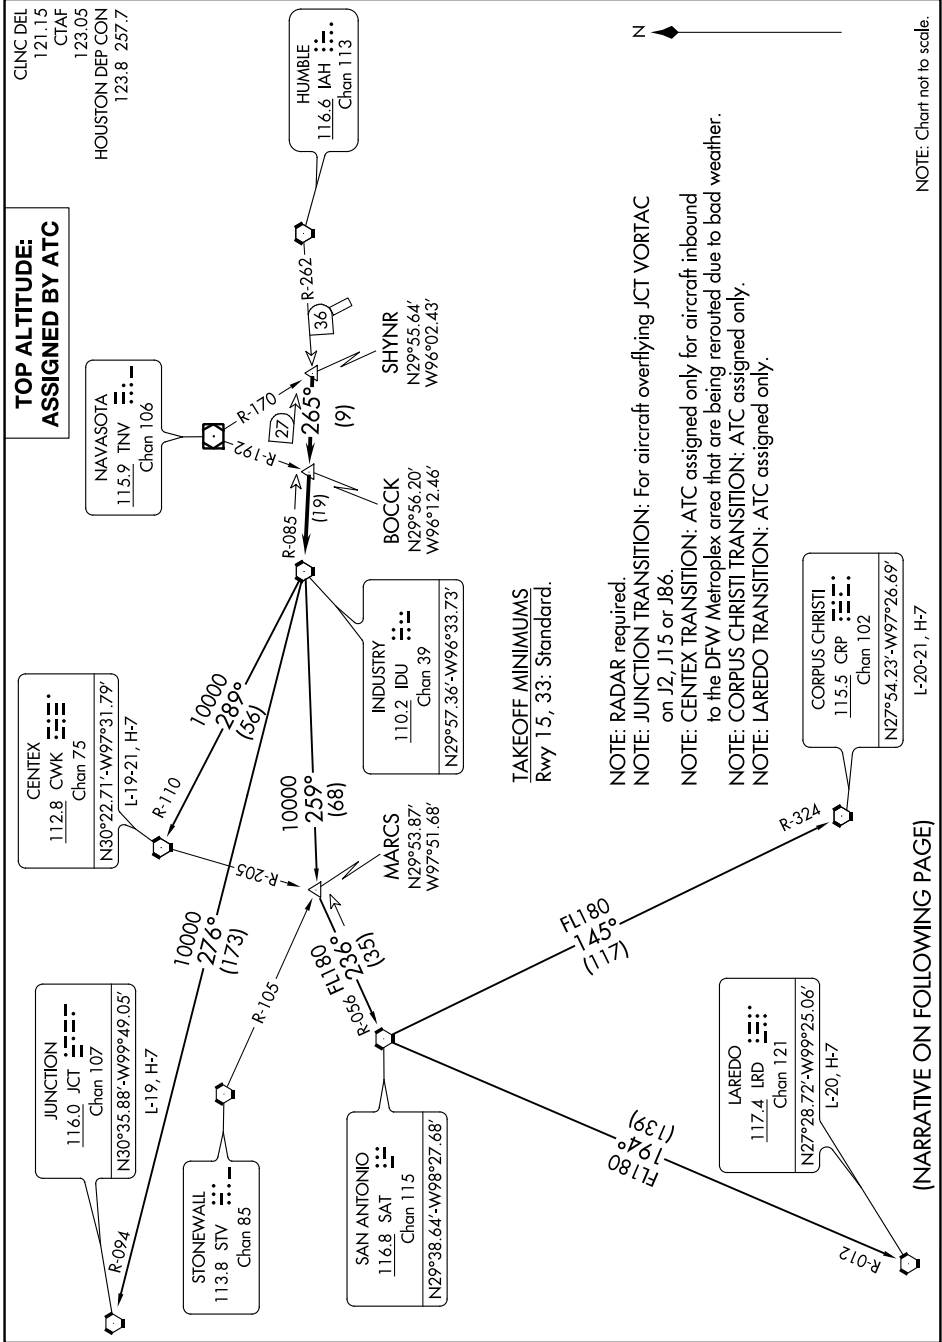 TOP ALTITUDE:
ASSIGNED BY ATC
CLNC DEL
121.15
CTAF
123.05
HOUSTON DEP CON
123.8 257.7
JUNCTION
116.0 JCT
Chan 107
N30°35.88'-W99°49.05'
L-19, H-7
CENTEX
112.8 CWK
Chan 75
N30°22.71'-W97°31.79'
L-19-21, H-7
NAVASOTA
115.9 TNV
Chan 106
HUMBLE
116.6 IAH
Chan 113
R-094
10000
276°
(173)
R-110
10000
289°
(56)
R-192
R-170
27
R-262
36
265°
(9)
SHYNR
N29°55.64'
W96°02.43'
R-085
(19)
BOCCK
N29°56.20'
W96°12.46'
INDUSTRY
110.2 IDU
Chan 39
N29°57.36'-W96°33.73'
10000
259°
(68)
R-205
MARCS
N29°53.87'
W97°51.68'
STONEWALL
113.8 STV
Chan 85
R-105
R-056
FL180
236°
(35)
SAN ANTONIO
116.8 SAT
Chan 115
N29°38.64'-W98°27.68'
FL180
145°
(117)
R-324
FL180
194°
(139)
R-012
LAREDO
117.4 LRD
Chan 121
N27°28.72'-W99°25.06'
L-20, H-7
CORPUS CHRISTI
115.5 CRP
Chan 102
N27°54.23'-W97°26.69'
L-20-21, H-7
TAKEOFF MINIMUMS
Rwy 15, 33: Standard.
NOTE: RADAR required.
NOTE: JUNCTION TRANSITION: For aircraft overflying JCT VORTAC
on J2, J15 or J86.
NOTE: CENTEX TRANSITION: ATC assigned only for aircraft inbound
to the DFW Metroplex area that are being rerouted due to bad weather.
NOTE: CORPUS CHRISTI TRANSITION: ATC assigned only.
NOTE: LAREDO TRANSITION: ATC assigned only.
N
(NARRATIVE ON FOLLOWING PAGE)
NOTE: Chart not to scale.